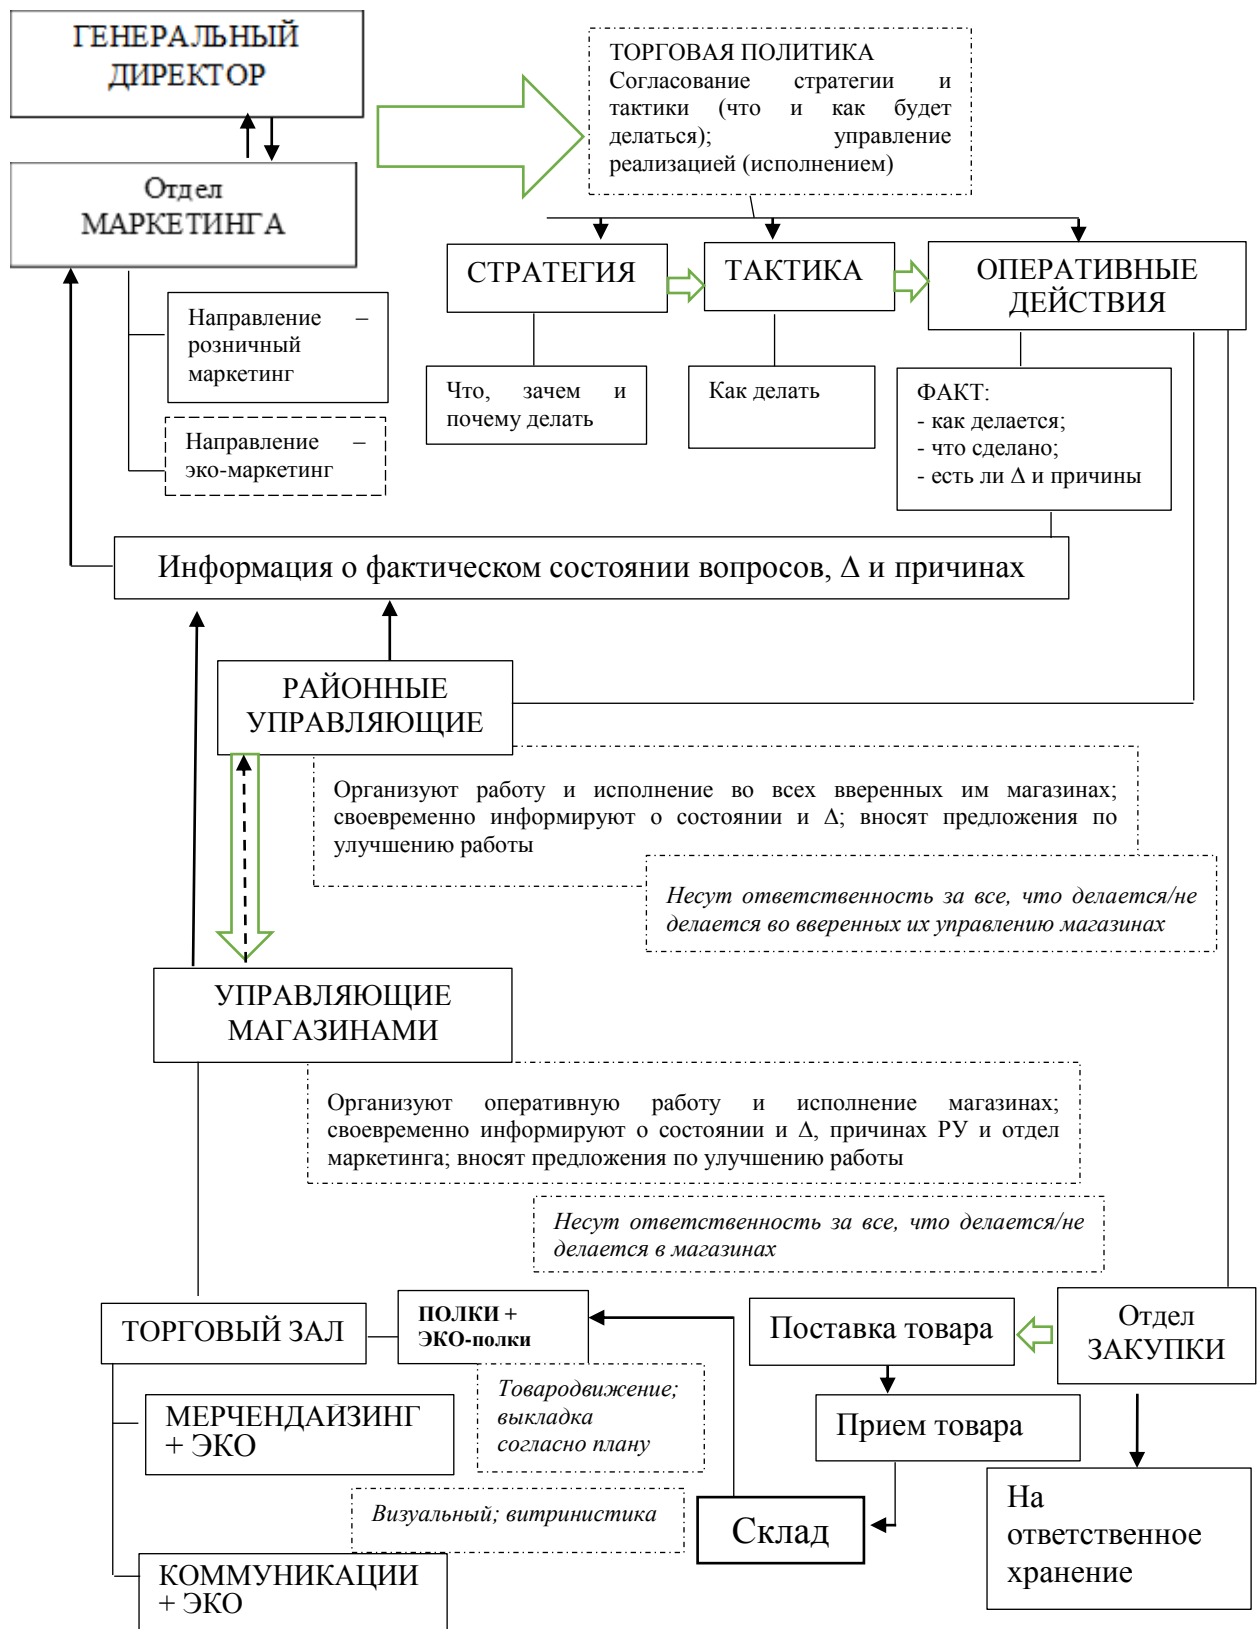 ГЕНЕРАЛЬНЫЙ
ДИРЕКТОР
ТОРГОВАЯ ПОЛИТИКА
Согласование стратегии и
тактики (что и как будет
делаться); управление
реализацией (исполнением)
Отдел
МАРКЕТИНГА
СТРАТЕГИЯ
ТАКТИКА
ОПЕРАТИВНЫЕ
ДЕЙСТВИЯ
Направление –
розничный
маркетинг
Направление –
эко-маркетинг
Что, зачем и
почему делать
Как делать
ФАКТ:
- как делается;
- что сделано;
- есть ли Δ и причины
Информация о фактическом состоянии вопросов, Δ и причинах
РАЙОННЫЕ
УПРАВЛЯЮЩИЕ
Организуют работу и исполнение во всех вверенных им магазинах;
своевременно информируют о состоянии и Δ; вносят предложения по
улучшению работы
Несут ответственность за все, что делается/не
делается во вверенных их управлению магазинах
УПРАВЛЯЮЩИЕ
МАГАЗИНАМИ
Организуют оперативную работу и исполнение магазинах;
своевременно информируют о состоянии и Δ, причинах РУ и отдел
маркетинга; вносят предложения по улучшению работы
Несут ответственность за все, что делается/не
делается в магазинах
ТОРГОВЫЙ ЗАЛ
ПОЛКИ +
ЭКО-полки
Поставка товара
Отдел
ЗАКУПКИ
Товародвижение;
выкладка
согласно плану
МЕРЧЕНДАЙЗИНГ
+ ЭКО
Прием товара
Визуальный; витринистика
Склад
На
ответственное
хранение
КОММУНИКАЦИИ
+ ЭКО